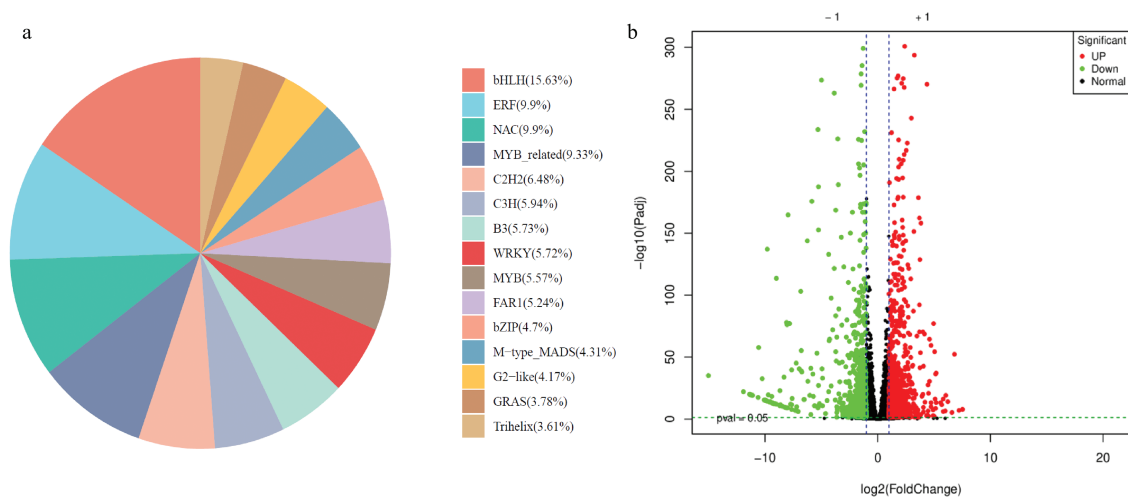 a
bHLH(15.63%)
ERF(9.9%)
NAC(9.9%)
MYB_related(9.33%)
C2H2(6.48%)
C3H(5.94%)
B3(5.73%)
WRKY(5.72%)
MYB(5.57%)
FAR1(5.24%)
bZIP(4.7%)
M-type_MADS(4.31%)
G2-like(4.17%)
GRAS(3.78%)
Trihelix(3.61%)
b
− 1 + 1
Significant
UP
Down
Normal
−log10(Padj)
300
250
200
150
100
50
0
pval = 0.05
−10 0 10 20
log2(FoldChange)